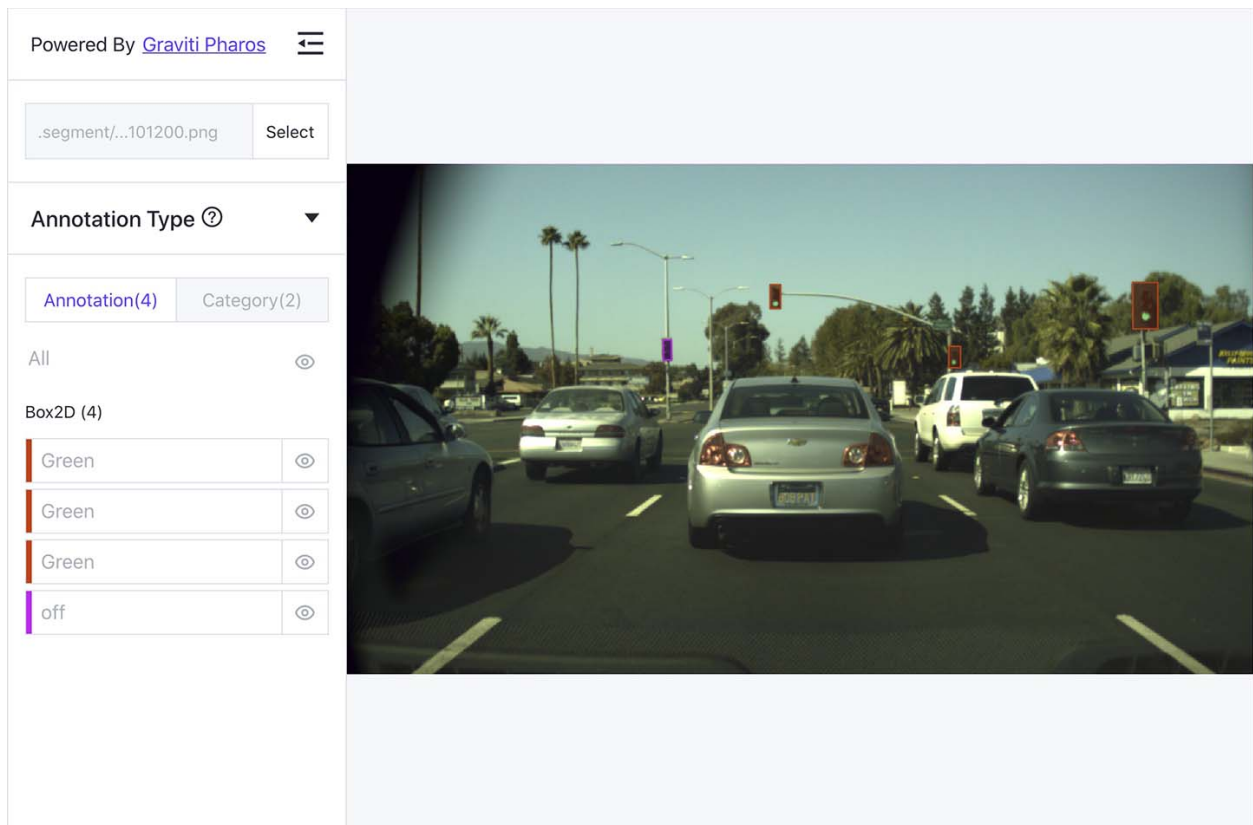 Powered By Graviti Pharos
.segment/...101200.png Select
Annotation Type ?
Annotation(4) Category(2)
All
Box2D (4)
Green
Green
Green
off